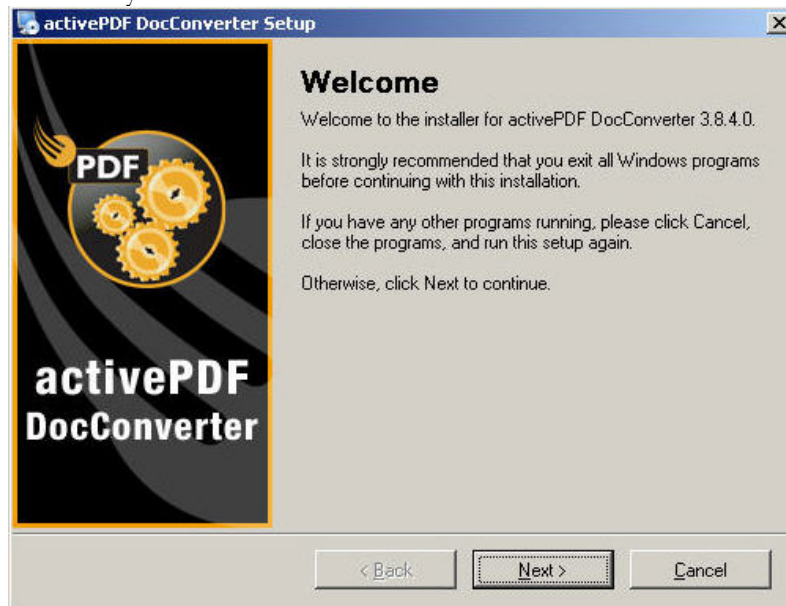 activePDF DocConverter Setup
Welcome
Welcome to the installer for activePDF DocConverter 3.8.4.0.
It is strongly recommended that you exit all Windows programs
before continuing with this installation.
If you have any other programs running, please click Cancel,
close the programs, and run this setup again.
Otherwise, click Next to continue.
PDF
activePDF
DocConverter
< Back
Next >
Cancel